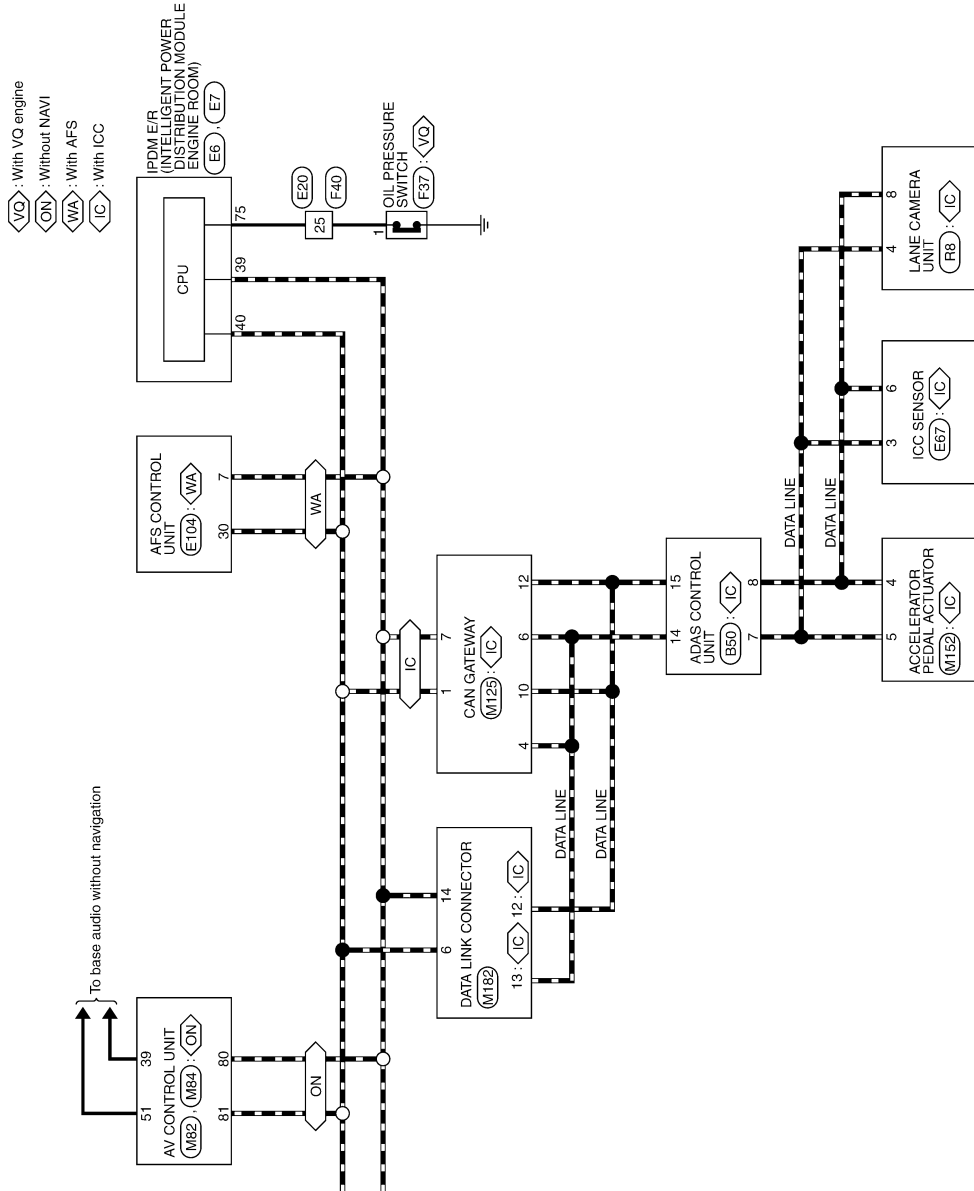 VQ : With VQ engine
ON : Without NAVI
WA : With AFS
IC : With ICC
To base audio without navigation
51
39
AV CONTROL UNIT
M82 , M84 : ON
81
80
ON
6
14
DATA LINK CONNECTOR
M182
13 : IC
12 : IC
DATA LINE
DATA LINE
AFS CONTROL
UNIT
E104 : WA
30
7
WA
IC
1
7
CAN GATEWAY
M125 : IC
4
10
6
12
IPDM E/R
(INTELLIGENT POWER
DISTRIBUTION MODULE
ENGINE ROOM)
E6 , E7
CPU
40
39
75
25
E20
F40
1
OIL PRESSURE
SWITCH
F37 : VQ
14
15
ADAS CONTROL
UNIT
B50 : IC
7
8
DATA LINE
DATA LINE
5
4
ACCELERATOR
PEDAL ACTUATOR
M152 : IC
3
6
ICC SENSOR
E67 : IC
4
8
LANE CAMERA
UNIT
R8 : IC